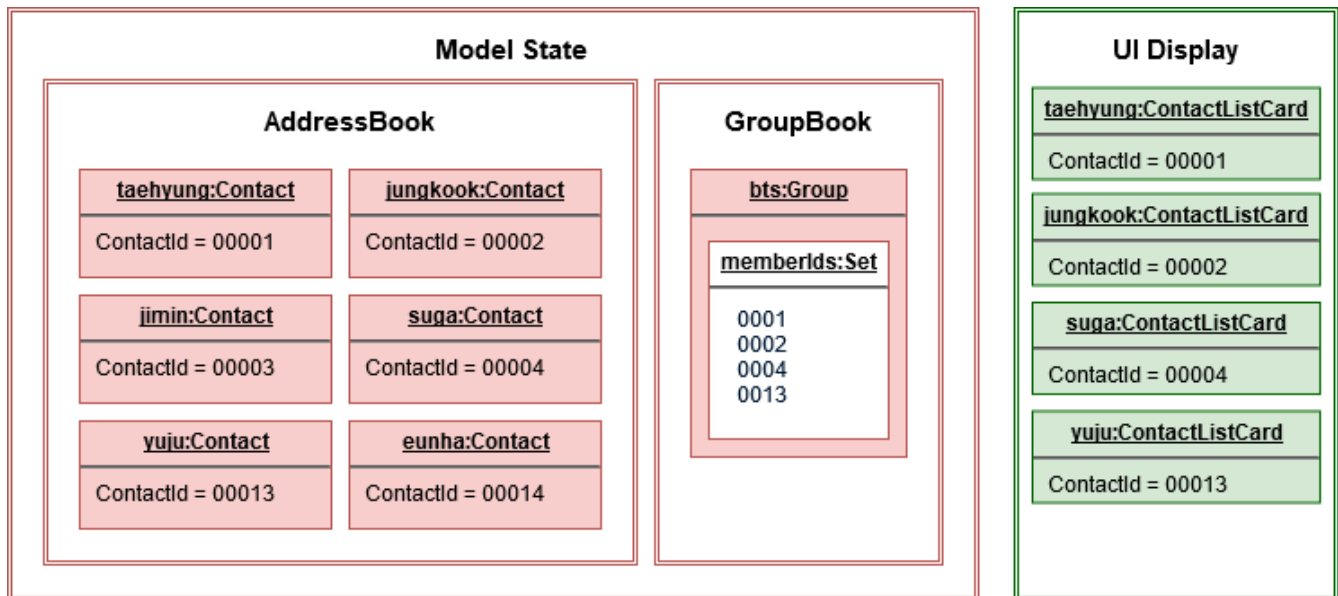 Model State
AddressBook
taehyung:Contact
ContactId = 00001
jungkook:Contact
ContactId = 00002
jimin:Contact
ContactId = 00003
suga:Contact
ContactId = 00004
yuju:Contact
ContactId = 00013
eunha:Contact
ContactId = 00014
GroupBook
bts:Group
memberIds:Set
0001
0002
0004
0013
UI Display
taehyung:ContactListCard
ContactId = 00001
jungkook:ContactListCard
ContactId = 00002
suga:ContactListCard
ContactId = 00004
yuju:ContactListCard
ContactId = 00013